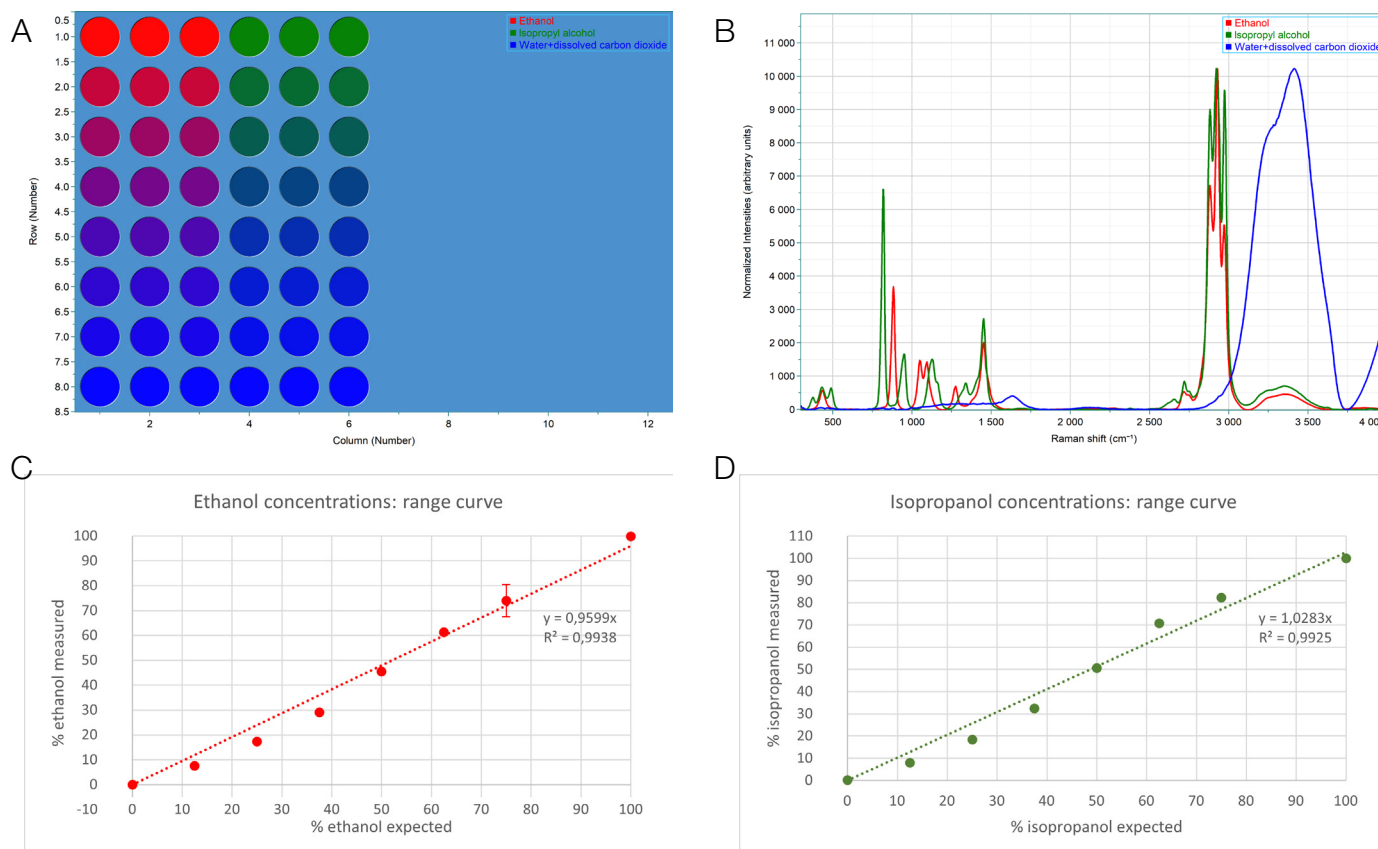 A
0.5
1.0
1.5
2.0
2.5
3.0
3.5
4.0
4.5
5.0
5.5
6.0
6.5
7.0
7.5
8.0
8.5
Row (Number)
2 4 6 8 10 12
Column (Number)
Ethanol
Isopropyl alcohol
Water+dissolved carbon dioxide
B
11 000
10 000
9 000
8 000
7 000
6 000
5 000
4 000
3 000
2 000
1 000
0
Normalized Intensities (arbitrary units)
500 1 000 1 500 2 000 2 500 3 000 3 500 4 00
Raman shift (cm⁻¹)
Ethanol
Isopropyl alcohol
Water+dissolved carbon dioxide
C
Ethanol concentrations: range curve
100
90
80
70
60
50
40
30
20
10
0
-10
% ethanol measured
y = 0,9599x
R² = 0,9938
0 10 20 30 40 50 60 70 80 90 100
% ethanol expected
D
Isopropanol concentrations: range curve
110
100
90
80
70
60
50
40
30
20
10
0
% isopropanol measured
y = 1,0283x
R² = 0,9925
0 10 20 30 40 50 60 70 80 90 100
% isopropanol expected